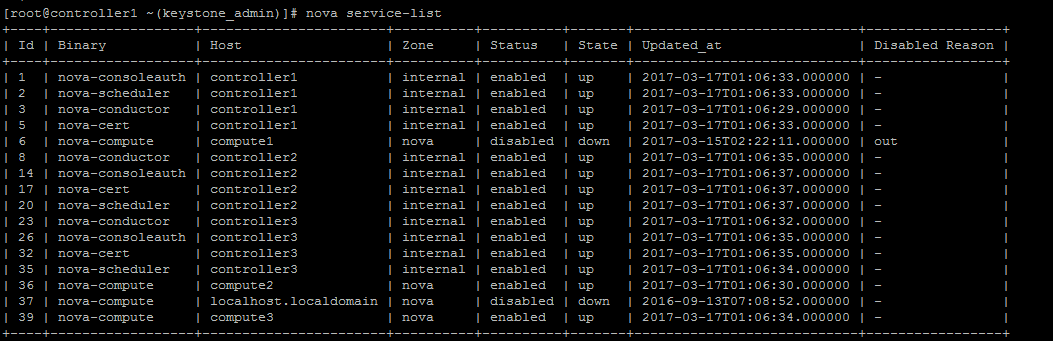 [root@controller1 ~(keystone_admin)]# nova service-list
+----+------------------+-----------------------+----------+----------+-------+----------------------------+-----------------+
| Id | Binary           | Host                  | Zone     | Status   | State | Updated_at                 | Disabled Reason |
+----+------------------+-----------------------+----------+----------+-------+----------------------------+-----------------+
| 1  | nova-consoleauth | controller1           | internal | enabled  | up    | 2017-03-17T01:06:33.000000 | -               |
| 2  | nova-scheduler   | controller1           | internal | enabled  | up    | 2017-03-17T01:06:33.000000 | -               |
| 3  | nova-conductor   | controller1           | internal | enabled  | up    | 2017-03-17T01:06:29.000000 | -               |
| 5  | nova-cert        | controller1           | internal | enabled  | up    | 2017-03-17T01:06:33.000000 | -               |
| 6  | nova-compute     | compute1              | nova     | disabled | down  | 2017-03-15T02:22:11.000000 | out             |
| 8  | nova-conductor   | controller2           | internal | enabled  | up    | 2017-03-17T01:06:35.000000 | -               |
| 14 | nova-consoleauth | controller2           | internal | enabled  | up    | 2017-03-17T01:06:37.000000 | -               |
| 17 | nova-cert        | controller2           | internal | enabled  | up    | 2017-03-17T01:06:37.000000 | -               |
| 20 | nova-scheduler   | controller2           | internal | enabled  | up    | 2017-03-17T01:06:37.000000 | -               |
| 23 | nova-conductor   | controller3           | internal | enabled  | up    | 2017-03-17T01:06:32.000000 | -               |
| 26 | nova-consoleauth | controller3           | internal | enabled  | up    | 2017-03-17T01:06:35.000000 | -               |
| 32 | nova-cert        | controller3           | internal | enabled  | up    | 2017-03-17T01:06:35.000000 | -               |
| 35 | nova-scheduler   | controller3           | internal | enabled  | up    | 2017-03-17T01:06:34.000000 | -               |
| 36 | nova-compute     | compute2              | nova     | enabled  | up    | 2017-03-17T01:06:30.000000 | -               |
| 37 | nova-compute     | localhost.localdomain | nova     | disabled | down  | 2016-09-13T07:08:52.000000 | -               |
| 39 | nova-compute     | compute3              | nova     | enabled  | up    | 2017-03-17T01:06:34.000000 | -               |
+----+------------------+-----------------------+----------+----------+-------+----------------------------+-----------------+